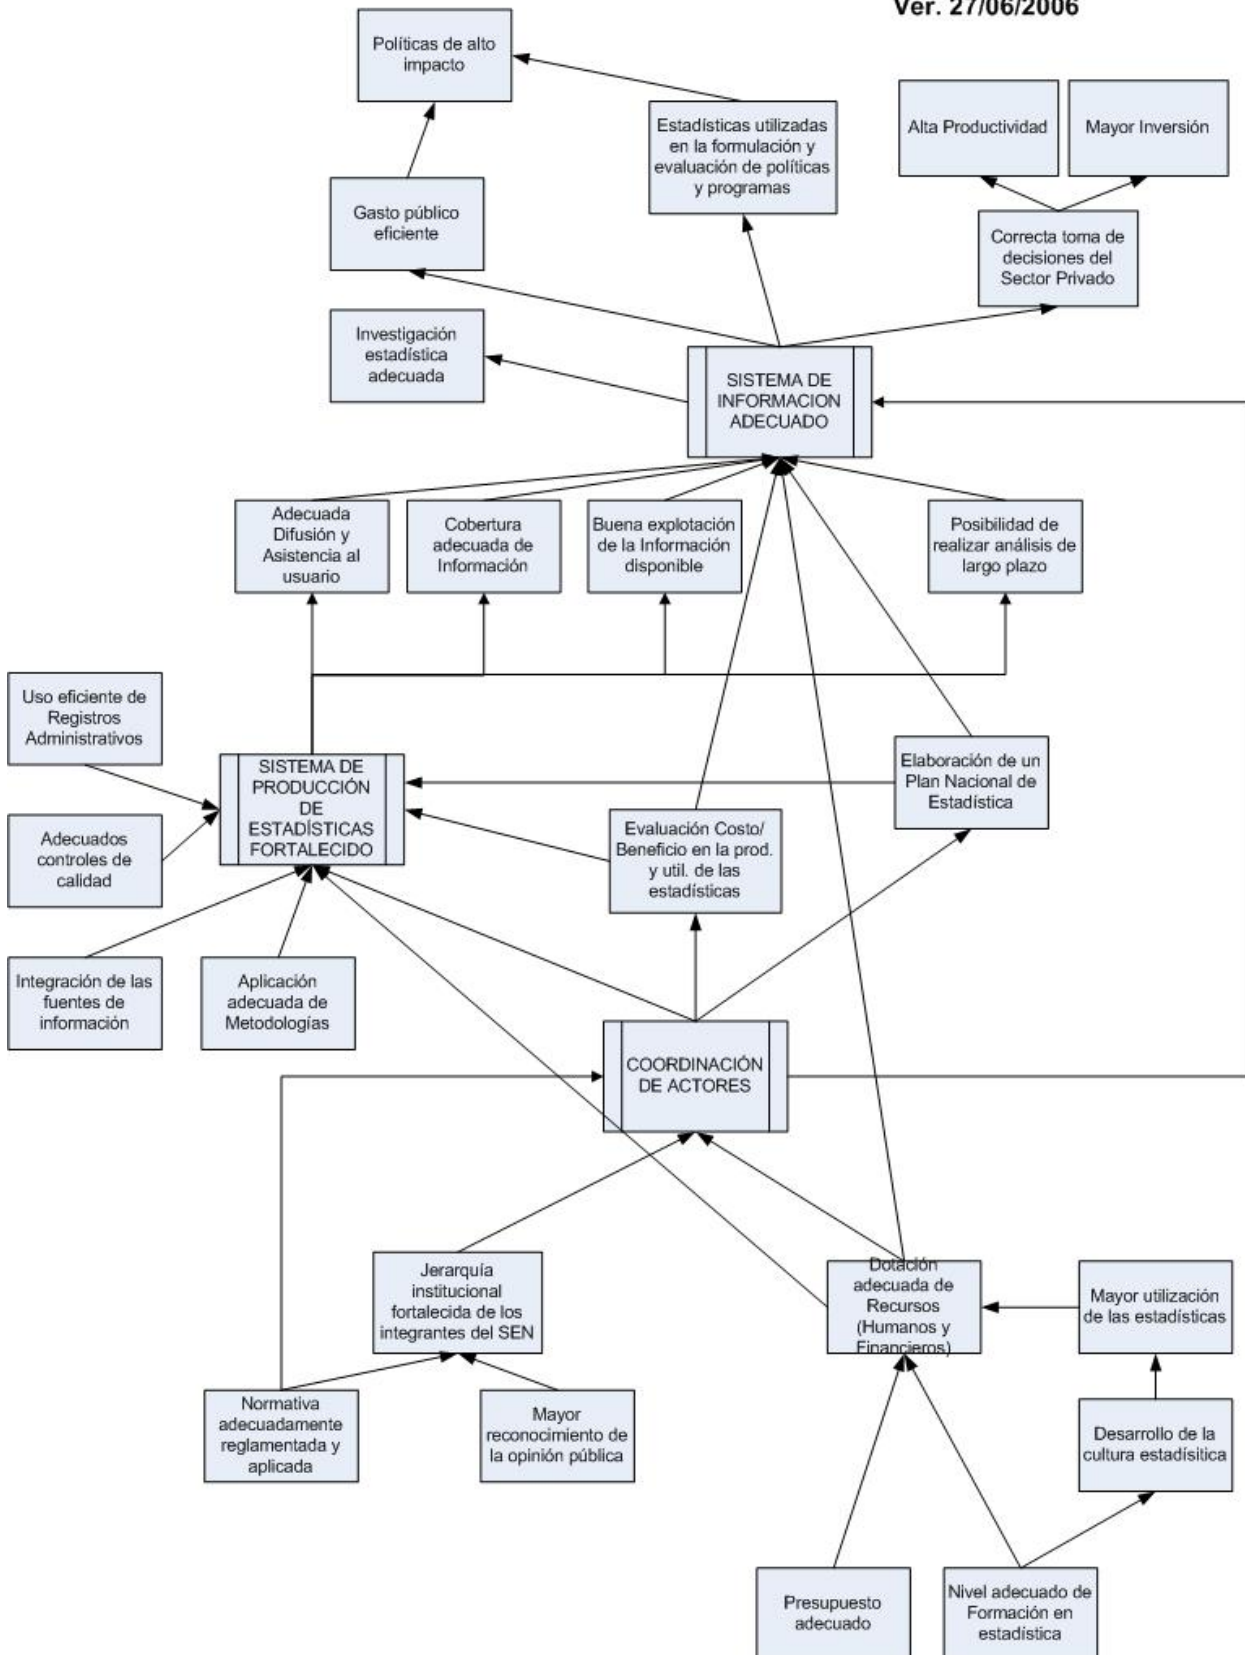 Ver. 27/06/2006
Políticas de alto
impacto
Estadísticas utilizadas
en la formulación y
evaluación de políticas
y programas
Alta Productividad
Mayor Inversión
Gasto público
eficiente
Correcta toma de
decisiones del
Sector Privado
Investigación
estadística
adecuada
SISTEMA DE
INFORMACION
ADECUADO
Adecuada
Difusión y
Asistencia al
usuario
Cobertura
adecuada de
Información
Buena explotación
de la Información
disponible
Posibilidad de
realizar análisis de
largo plazo
Uso eficiente de
Registros
Administrativos
SISTEMA DE
PRODUCCIÓN
DE
ESTADÍSTICAS
FORTALECIDO
Elaboración de un
Plan Nacional de
Estadística
Adecuados
controles de
calidad
Evaluación Costo/
Beneficio en la prod.
y util. de las
estadísticas
Integración de las
fuentes de
información
Aplicación
adecuada de
Metodologías
COORDINACIÓN
DE ACTORES
Jerarquía
institucional
fortalecida de los
integrantes del SEN
Dotación
adecuada de
Recursos
(Humanos y
Financieros)
Mayor utilización
de las estadísticas
Normativa
adecuadamente
reglamentada y
aplicada
Mayor
reconocimiento de
la opinión pública
Desarrollo de la
cultura estadísitica
Presupuesto
adecuado
Nivel adecuado de
Formación en
estadística